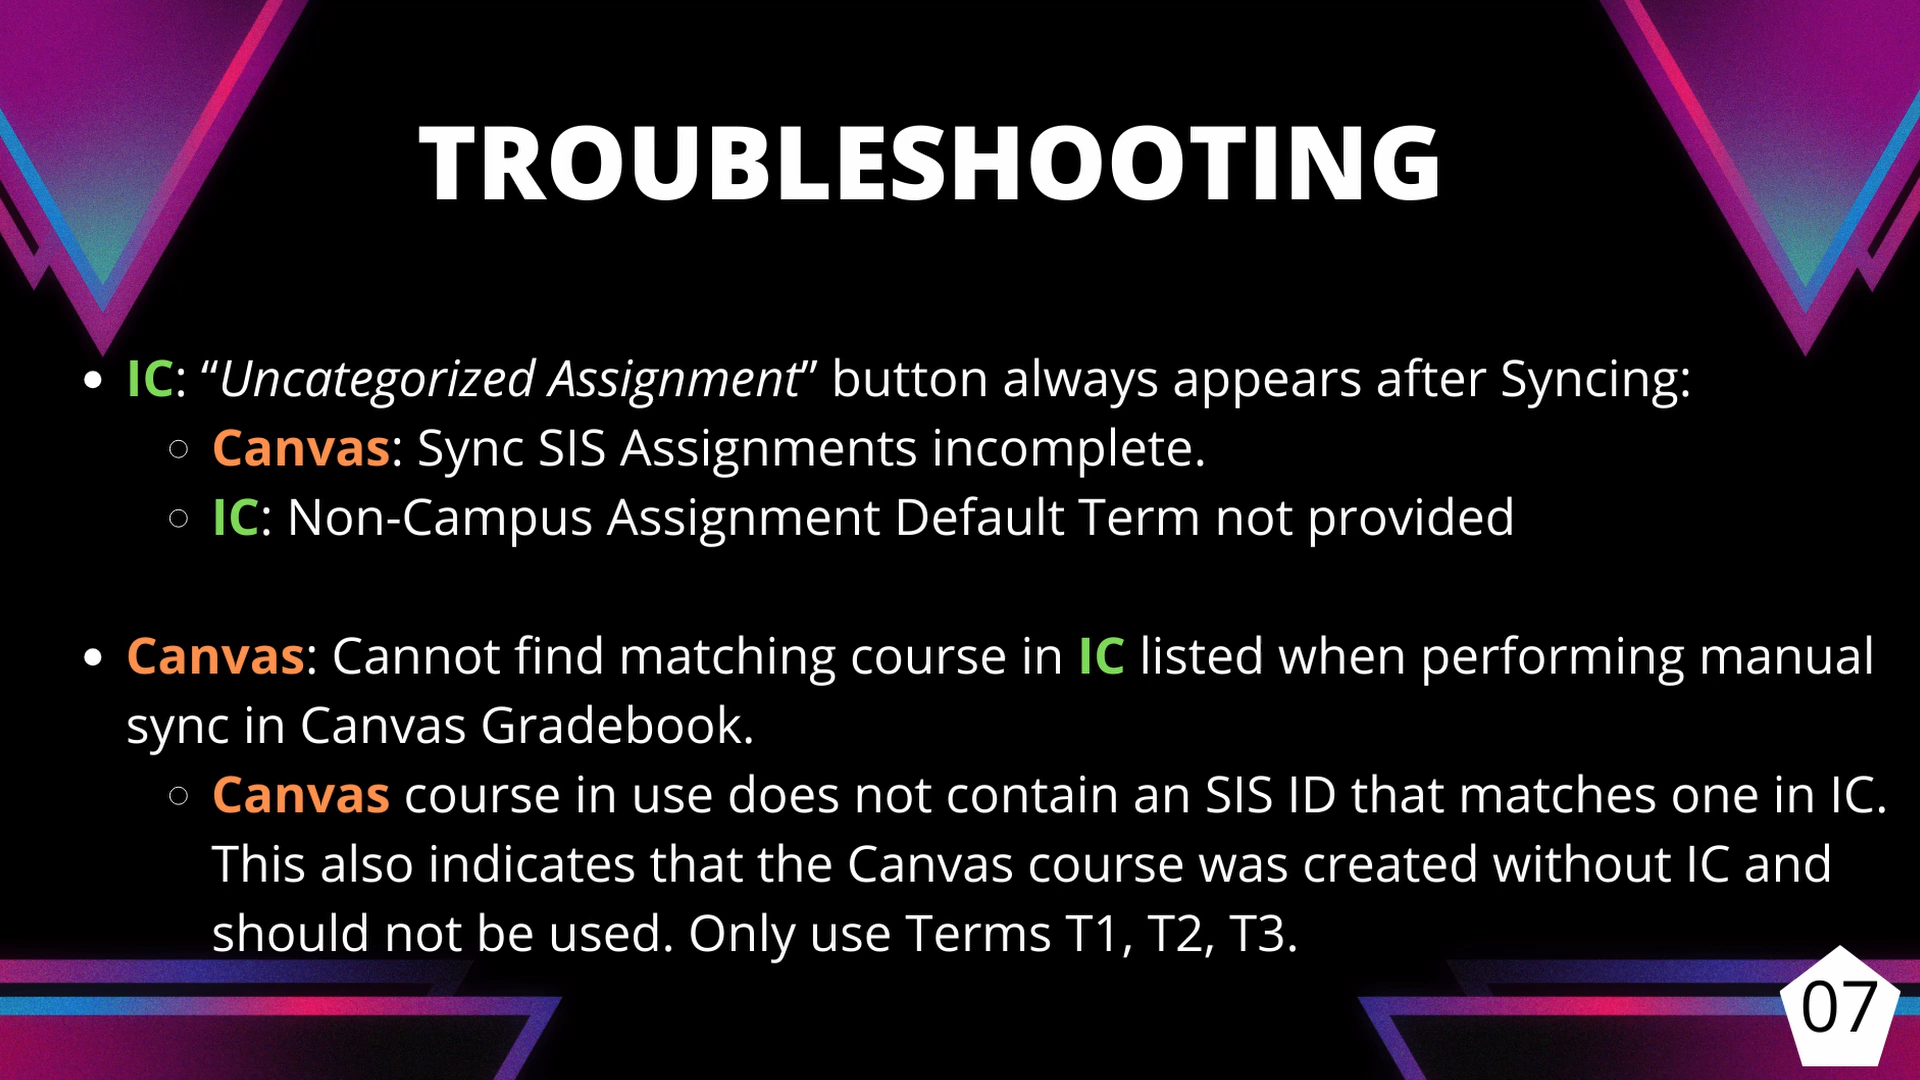 TROUBLESHOOTING
• IC: “Uncategorized Assignment” button always appears after Syncing:
○ Canvas: Sync SIS Assignments incomplete.
○ IC: Non-Campus Assignment Default Term not provided
• Canvas: Cannot find matching course in IC listed when performing manual
sync in Canvas Gradebook.
○ Canvas course in use does not contain an SIS ID that matches one in IC.
This also indicates that the Canvas course was created without IC and
should not be used. Only use Terms T1, T2, T3.
07